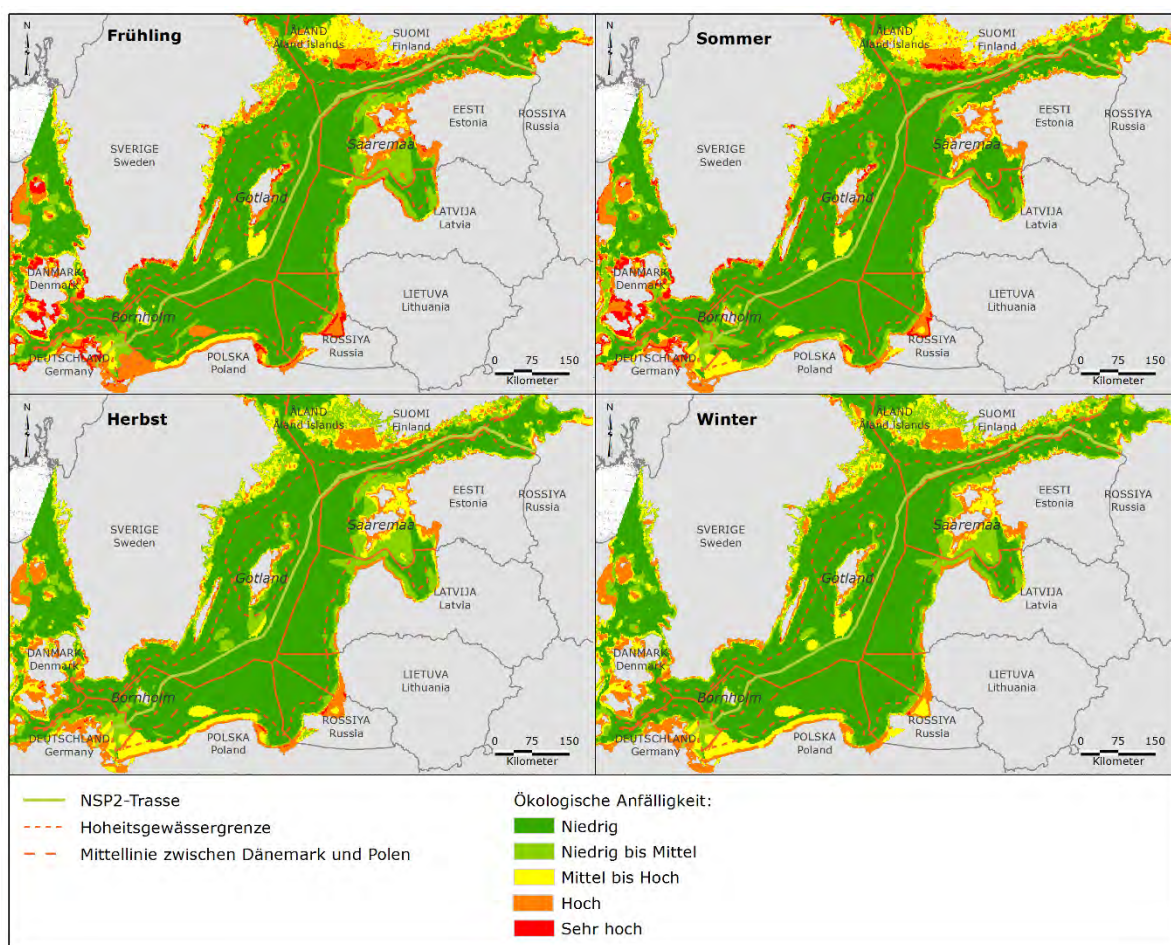 Frühling
N
ÅLAND
Åland Islands
SUOMI
Finland
EESTI
Estonia
ROSSIYA
Russia
SVERIGE
Sweden
Saaremaa
Gotland
LATVIJA
Latvia
DANMARK
Denmark
LIETUVA
Lithuania
Bornholm
ROSSIYA
Russia
DEUTSCHLAND
Germany
POLSKA
Poland
0 75 150
Kilometer
Sommer
N
ÅLAND
Åland Islands
SUOMI
Finland
EESTI
Estonia
ROSSIYA
Russia
SVERIGE
Sweden
Saaremaa
Gotland
LATVIJA
Latvia
DANMARK
Denmark
LIETUVA
Lithuania
Bornholm
ROSSIYA
Russia
DEUTSCHLAND
Germany
POLSKA
Poland
0 75 150
Kilometer
Herbst
N
ÅLAND
Åland Islands
SUOMI
Finland
EESTI
Estonia
ROSSIYA
Russia
SVERIGE
Sweden
Saaremaa
Gotland
LATVIJA
Latvia
DANMARK
Denmark
LIETUVA
Lithuania
Bornholm
ROSSIYA
Russia
DEUTSCHLAND
Germany
POLSKA
Poland
0 75 150
Kilometer
Winter
N
ÅLAND
Åland Islands
SUOMI
Finland
EESTI
Estonia
ROSSIYA
Russia
SVERIGE
Sweden
Saaremaa
Gotland
LATVIJA
Latvia
DANMARK
Denmark
LIETUVA
Lithuania
Bornholm
ROSSIYA
Russia
DEUTSCHLAND
Germany
POLSKA
Poland
0 75 150
Kilometer
NSP2-Trasse
Hoheitsgewässergrenze
Mittellinie zwischen Dänemark und Polen
Ökologische Anfälligkeit:
Niedrig
Niedrig bis Mittel
Mittel bis Hoch
Hoch
Sehr hoch